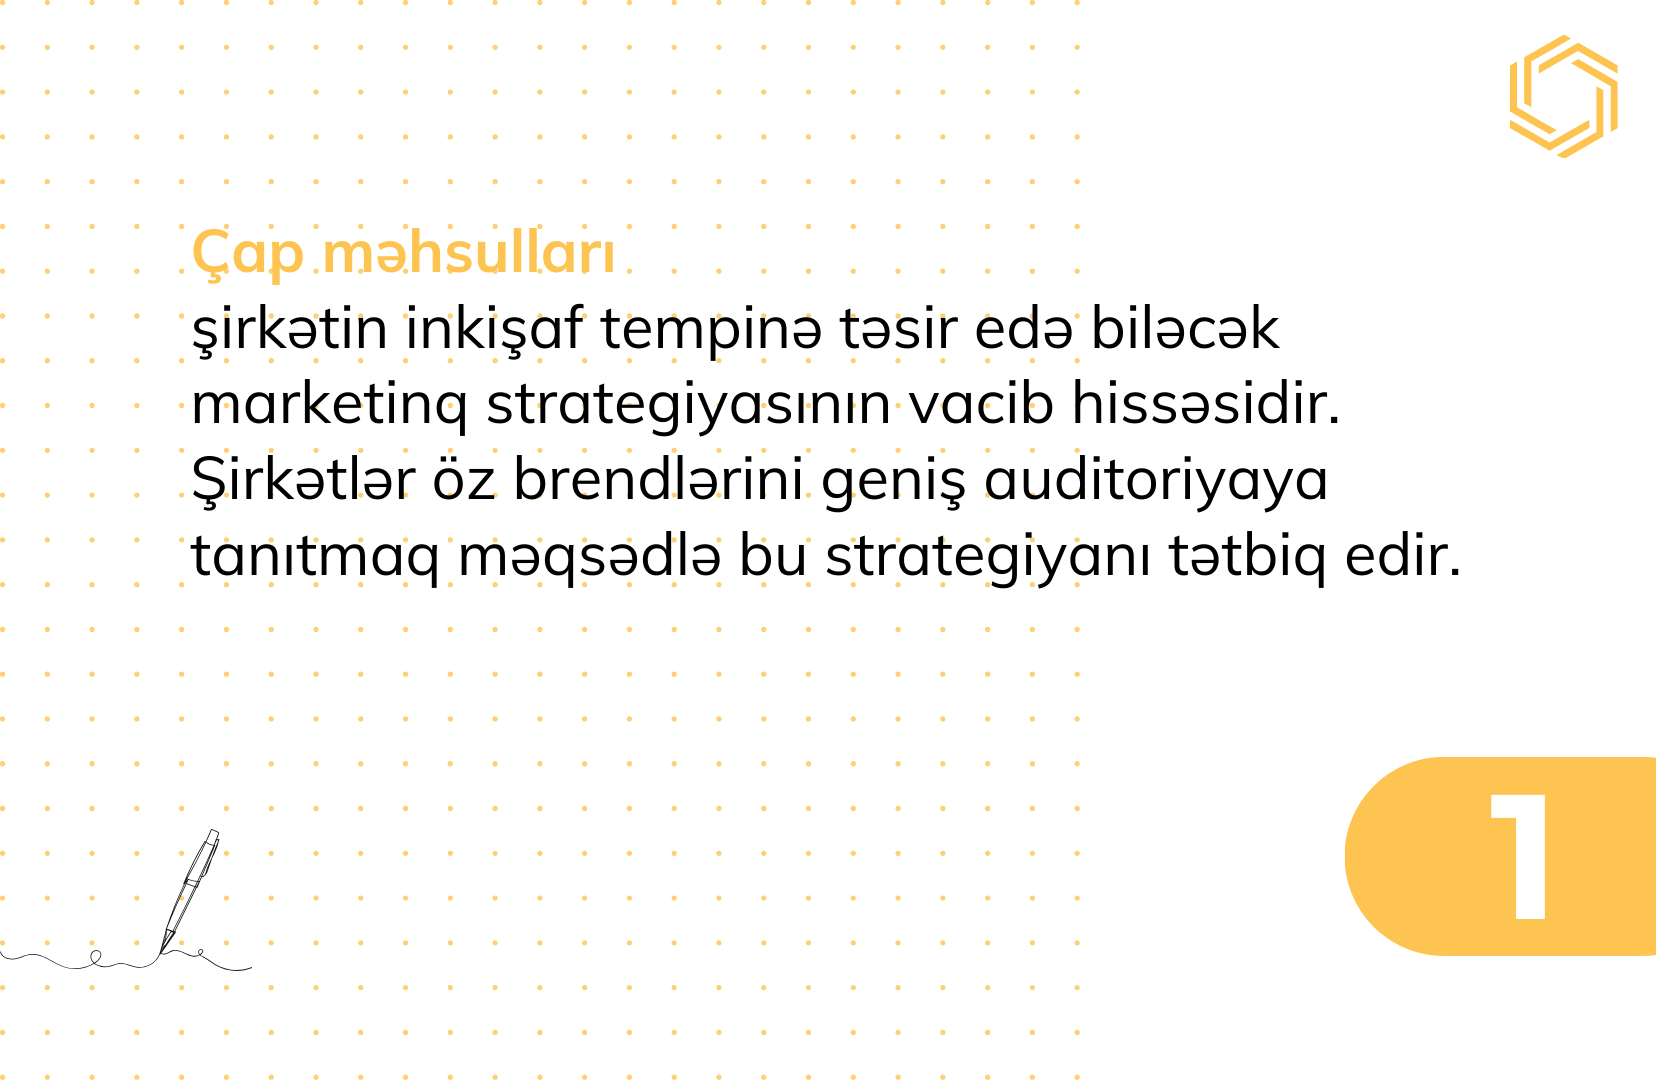 Çap məhsulları
şirkətin inkişaf tempinə təsir edə biləcək
marketinq strategiyasının vacib hissəsidir.
Şirkətlər öz brendlərini geniş auditoriyaya
tanıtmaq məqsədlə bu strategiyanı tətbiq edir.
1